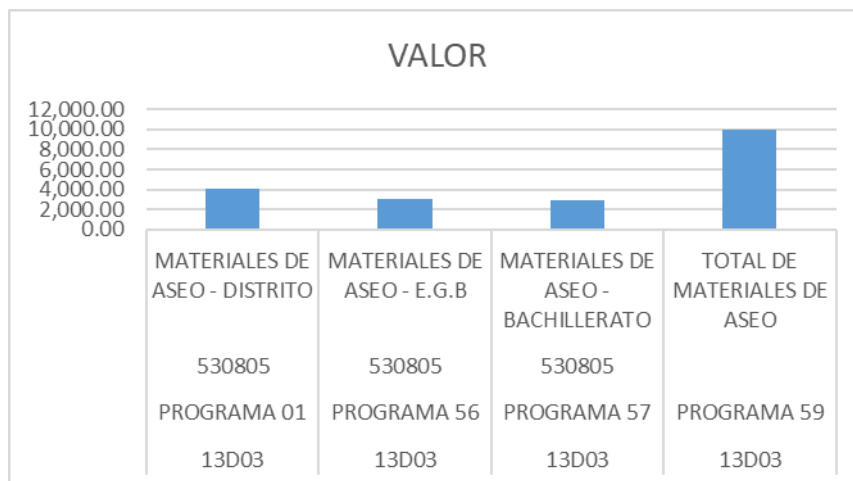 VALOR
12,000.00
10,000.00
8,000.00
6,000.00
4,000.00
2,000.00
0.00
MATERIALES DE ASEO - DISTRITO
MATERIALES DE ASEO - E.G.B
MATERIALES DE ASEO - BACHILLERATO
TOTAL DE MATERIALES DE ASEO
530805 530805 530805
PROGRAMA 01 PROGRAMA 56 PROGRAMA 57 PROGRAMA 59
13D03 13D03 13D03 13D03